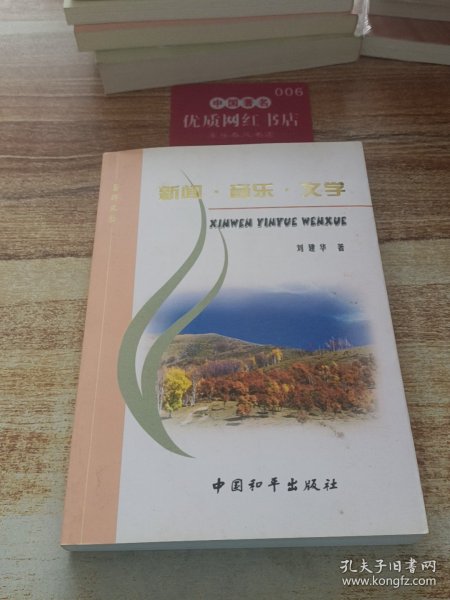 006
中国著名
优质网红书店
新闻·音乐·文学
XINWEN YINYUE WENXUE
刘建华 著
中国和平出版社
孔夫子旧书网
www.kongfz.com